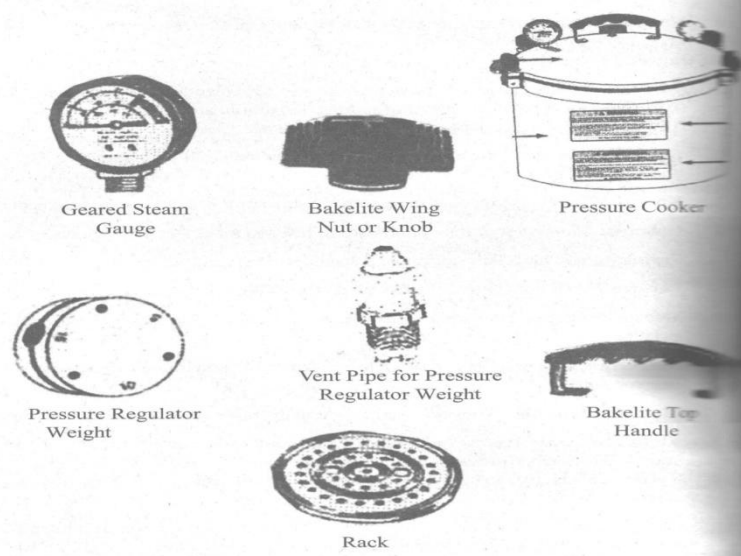 Geared Steam
Gauge
Bakelite Wing
Nut or Knob
Pressure Cooker
Pressure Regulator
Weight
Vent Pipe for Pressure
Regulator Weight
Bakelite Top
Handle
Rack